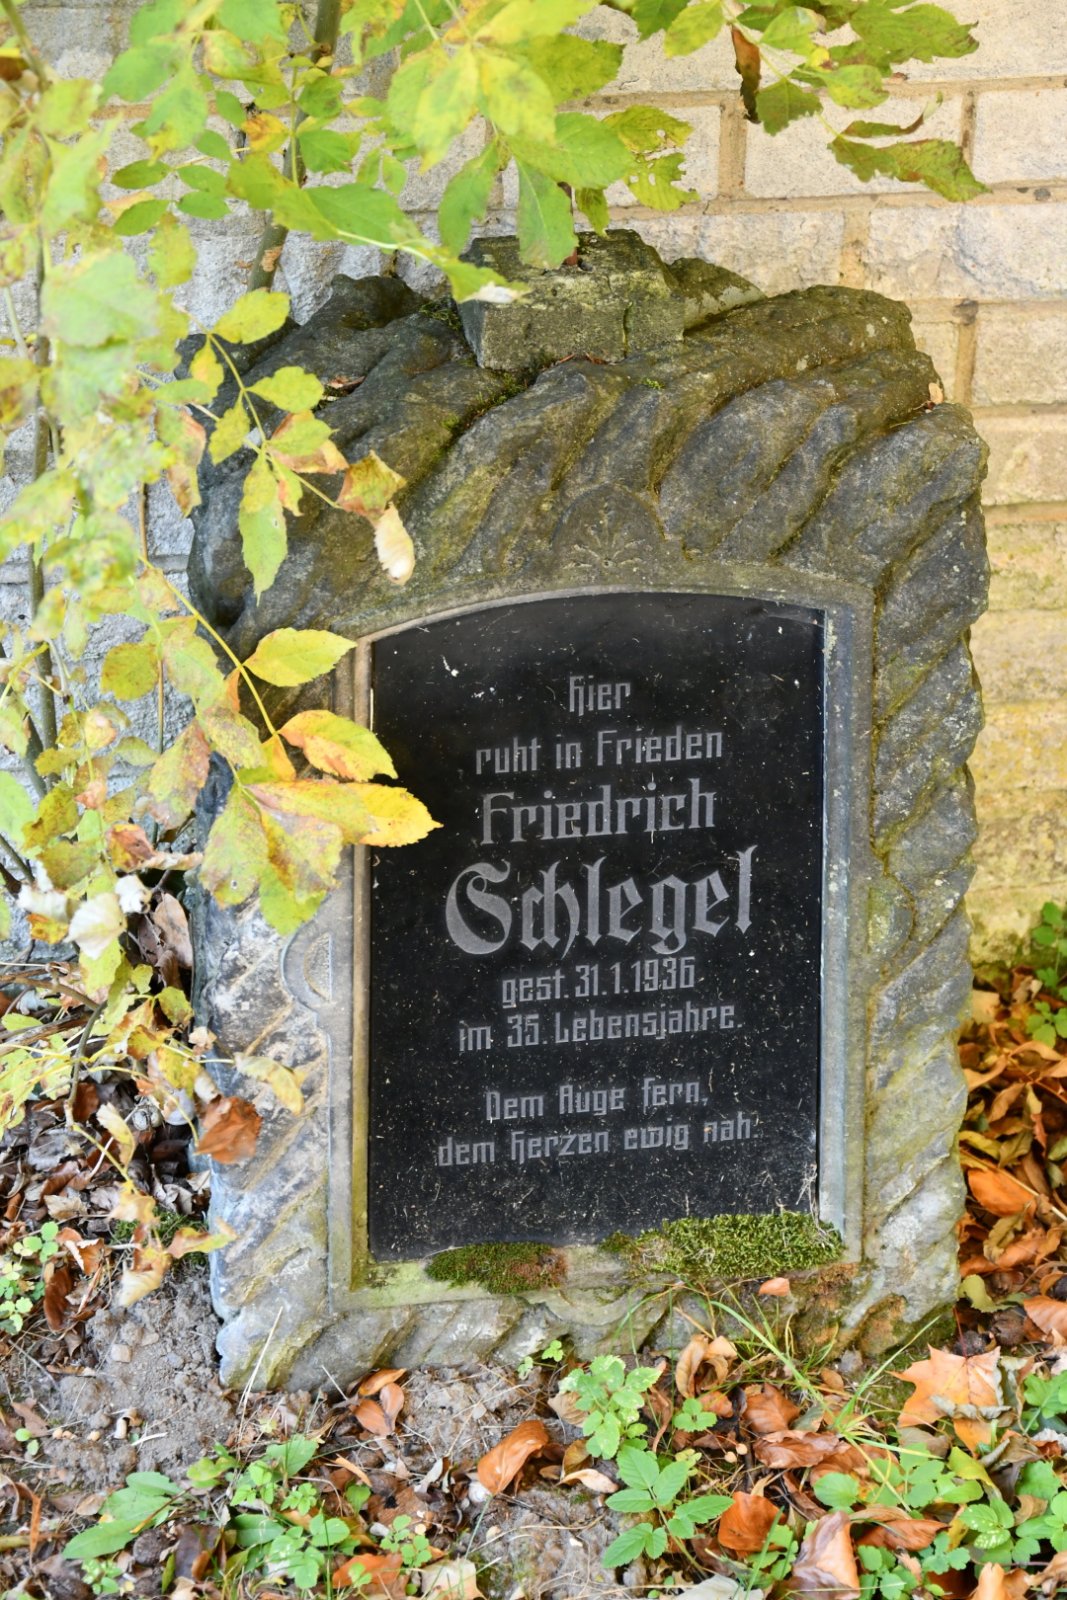 Hier
ruht in Frieden
Friedrich
Schlegel
gest. 31.1.1936
im 35. Lebensjahre.
Dem Auge fern,
dem Herzen ewig nah.